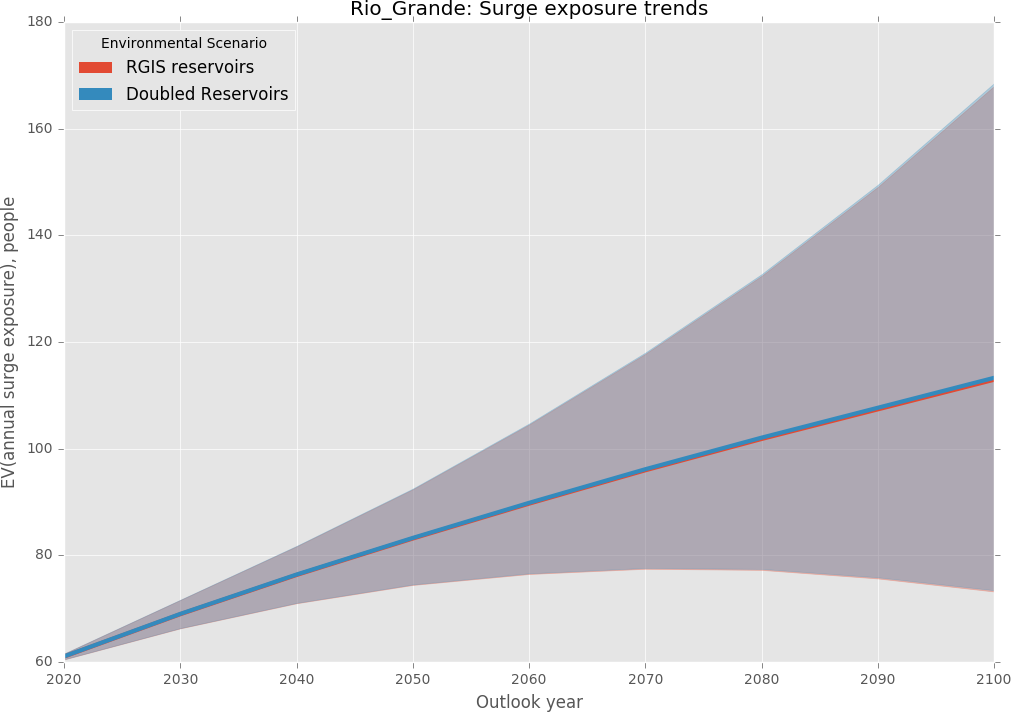 Rio_Grande: Surge exposure trends
Environmental Scenario
RGIS reservoirs
Doubled Reservoirs
EV(annual surge exposure), people
180
160
140
120
100
80
60
2020 2030 2040 2050 2060 2070 2080 2090 2100
Outlook year